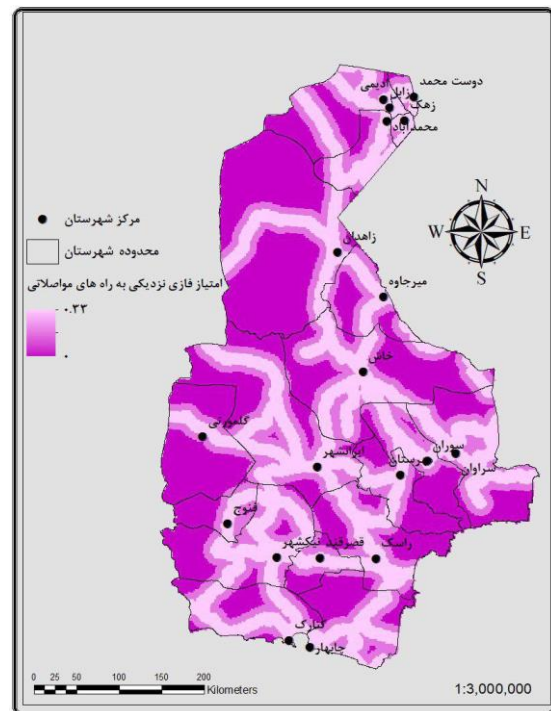 دوست محمد
ادیمی
زابل
زهک
محمدآباد
N
W E
S
مرکز شهرستان
محدوده شهرستان
زاهدان
میرجاوه
امتیاز فازی نزدیکی به راه های مواصلاتی
۰.۳۳
۰
خاش
گلمورتی
سوران
ایرانشهر
سراوان
فنوج
راسک
قصرقند
نیکشهر
کنارک
چابهار
0 25 50 100 150 200
Kilometers
1:3,000,000